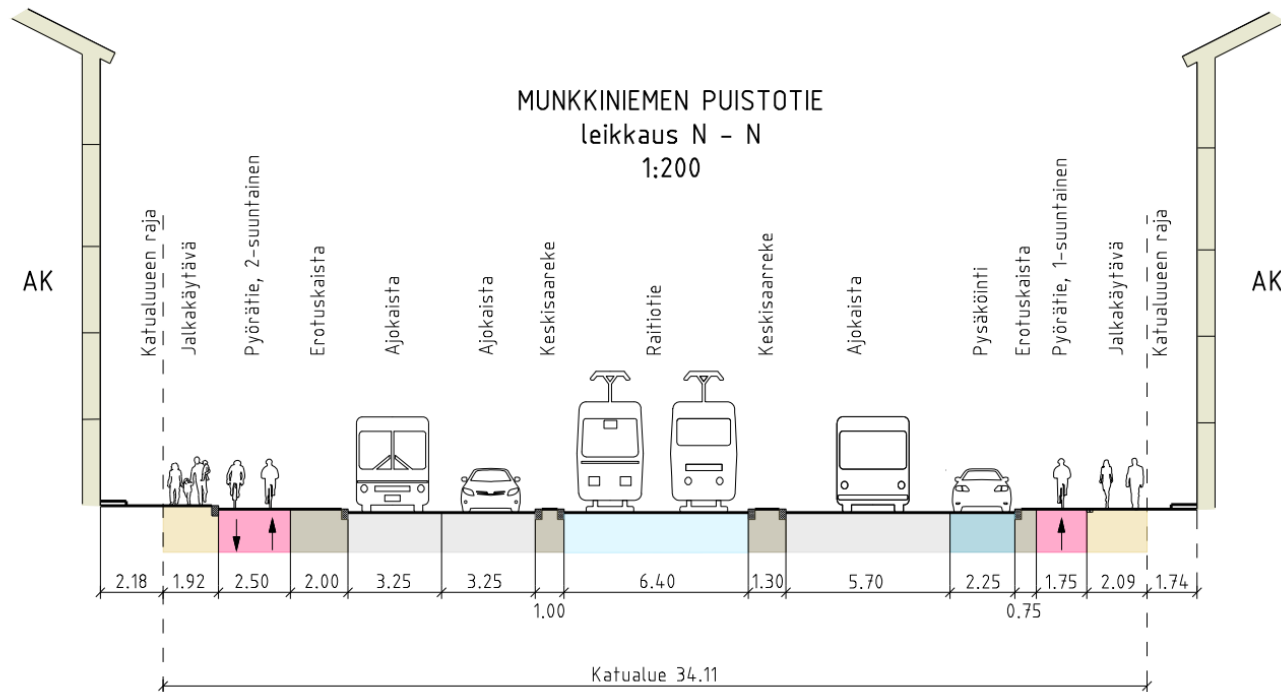 MUNKKINIEMEN PUISTOTIE
leikkaus N - N
1:200
AK
AK
Katualuueen raja
Jalkakäytävä
Pyörätie, 2-suuntainen
Erotuskaista
Ajokaista
Ajokaista
Keskisaareke
Raitiotie
Keskisaarreke
Ajokaista
Pysäköinti
Erotuskaista
Pyörätie, 1-suuntainen
Jalkakäytävä
Katualuueen raja
2.18
1.92
2.50
2.00
3.25
3.25
1.00
6.40
1.30
5.70
2.25
0.75
1.75
2.09
1.74
Katualue 34.11